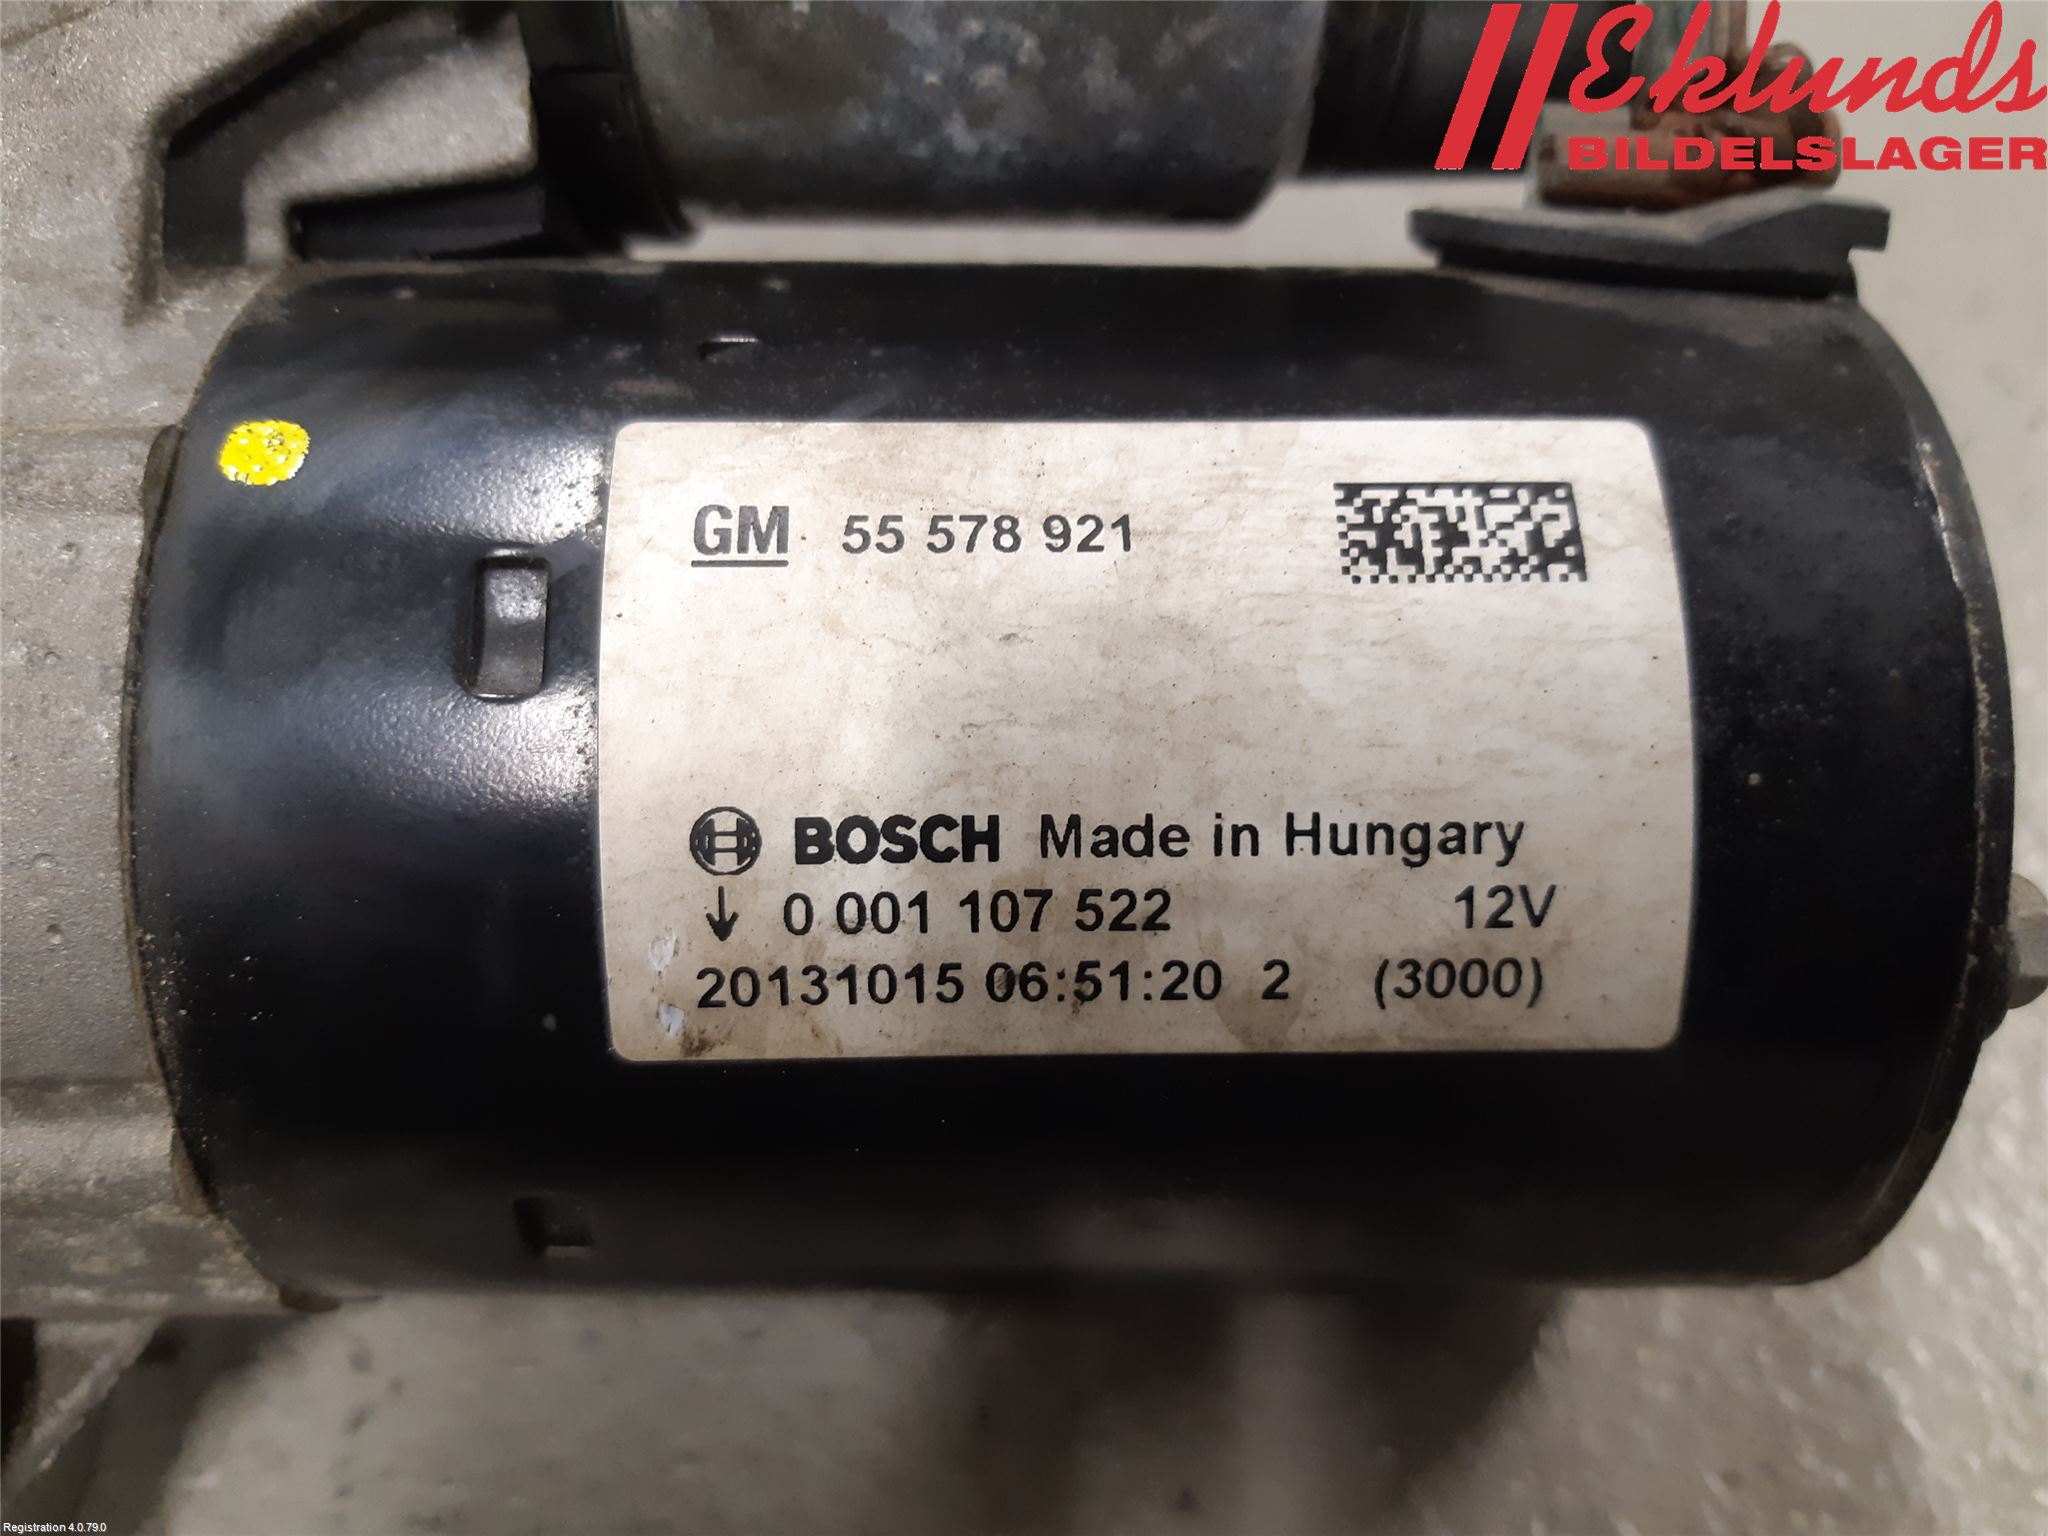 Eklunds
BILDELSLAGER
GM 55 578 921
BOSCH Made in Hungary
↓ 0 001 107 522 12V
20131015 06:51:20 2 (3000)
Registration 4.0.79.0